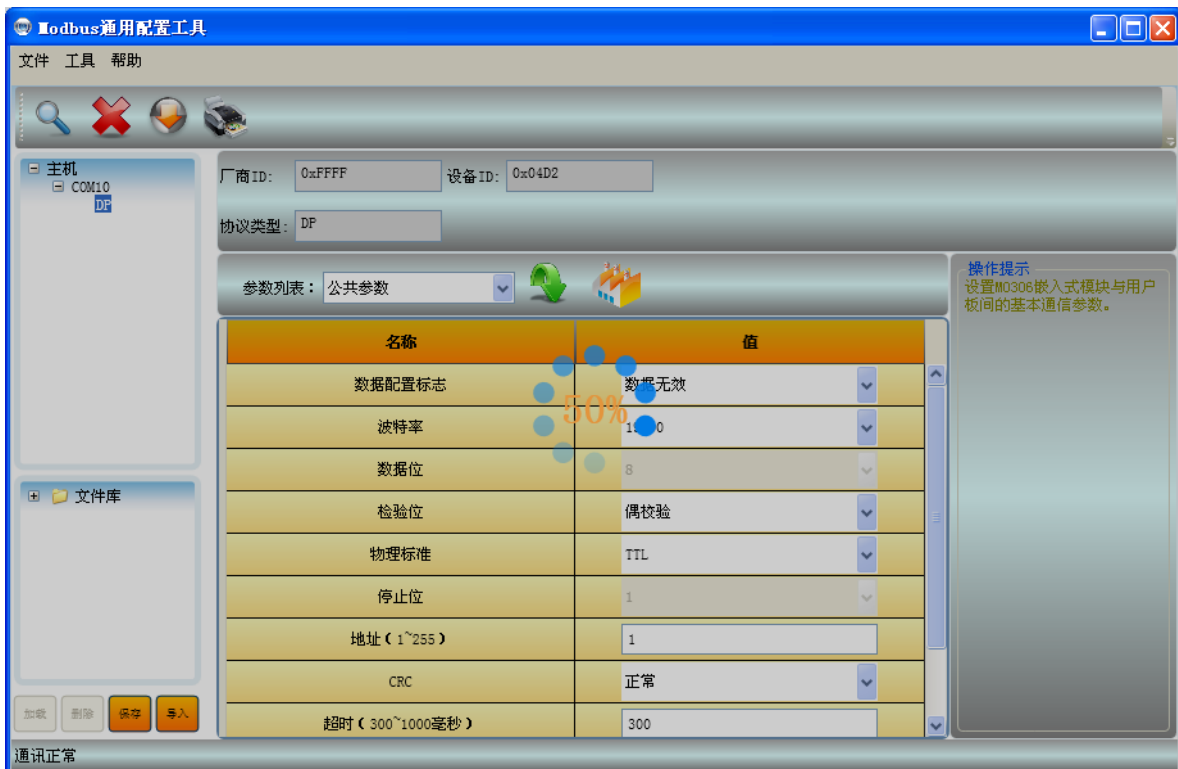 Modbus通用配置工具
文件 工具 帮助
主机
COM10
DP
厂商ID: 0xFFFF 设备ID: 0x04D2
协议类型: DP
参数列表： 公共参数
操作提示
设置M0306嵌入式模块与用户
板间的基本通信参数。
名称 值
数据配置标志 数据无效
50%
波特率
数据位 8
检验位 偶校验
物理标准 TTL
停止位 1
地址（1~255） 1
CRC 正常
超时（300~1000毫秒） 300
文件库
加载 删除 保存 导入
通讯正常